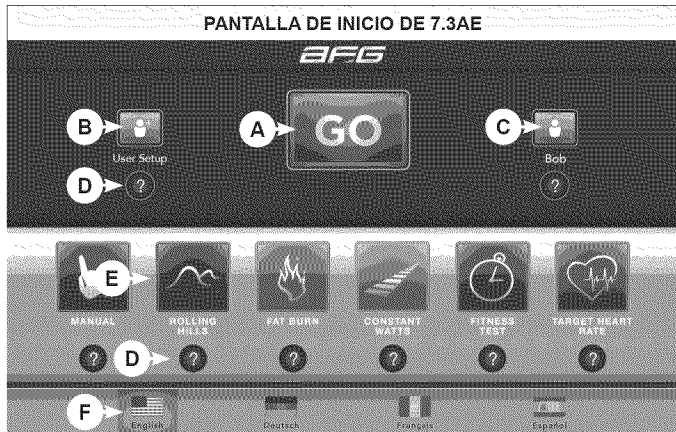 PANTALLA DE INICIO DE 7.3AE
AFG
B
A
GO
C
User Setup
Bob
D
?
?
E
MANUAL
ROLLING
HILLS
FAT BURN
CONSTANT
WATTS
FITNESS
TEST
TARGET HEART
RATE
?
D
?
?
?
?
?
F
English
Deutsch
Français
Español